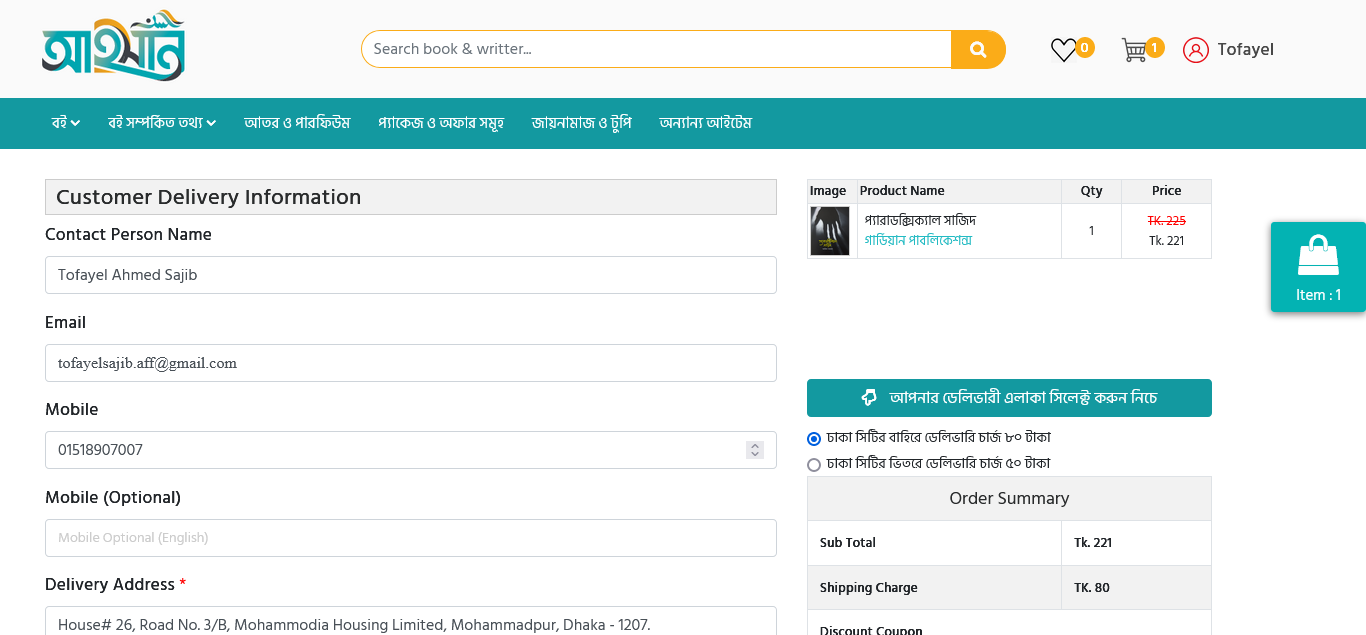 আহসান
Search book & writter...
0
1
Tofayel
বই
বই সম্পর্কিত তথ্য
আতর ও পারফিউম
প্যাকেজ ও অফার সমূহ
জায়নামাজ ও টুপি
অন্যান্য আইটেম
Customer Delivery Information
Contact Person Name
Tofayel Ahmed Sajib
Email
tofayelsajib.aff@gmail.com
Mobile
01518907007
Mobile (Optional)
Mobile Optional (English)
Delivery Address *
House# 26, Road No. 3/B, Mohammodia Housing Limited, Mohammadpur, Dhaka - 1207.
Image Product Name Qty Price
প্যারাডক্সিক্যাল সাজিদ
গার্ডিয়ান পাবলিকেশন্স
1
TK. 225
Tk. 221
Item : 1
আপনার ডেলিভারী এলাকা সিলেক্ট করুন নিচে
ঢাকা সিটির বাহিরে ডেলিভারি চার্জ ৮০ টাকা
ঢাকা সিটির ভিতরে ডেলিভারি চার্জ ৫০ টাকা
Order Summary
Sub Total Tk. 221
Shipping Charge TK. 80
Discount Coupon